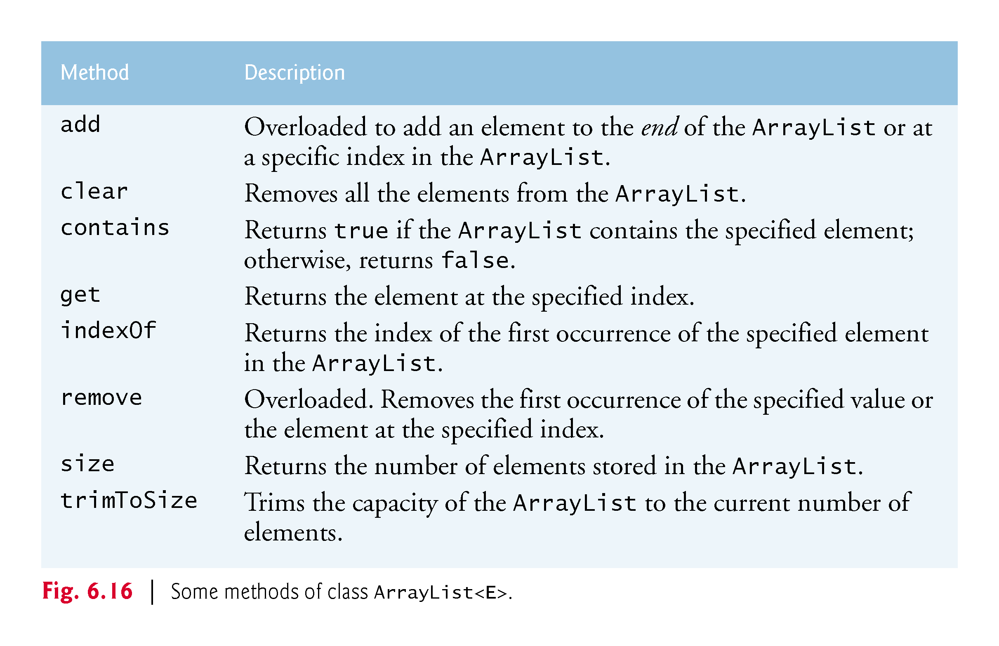 Method Description
add Overloaded to add an element to the end of the ArrayList or at
a specific index in the ArrayList.
clear Removes all the elements from the ArrayList.
contains Returns true if the ArrayList contains the specified element;
otherwise, returns false.
get Returns the element at the specified index.
indexOf Returns the index of the first occurrence of the specified element
in the ArrayList.
remove Overloaded. Removes the first occurrence of the specified value or
the element at the specified index.
size Returns the number of elements stored in the ArrayList.
trimToSize Trims the capacity of the ArrayList to the current number of
elements.
Fig. 6.16 | Some methods of class ArrayList<E>.